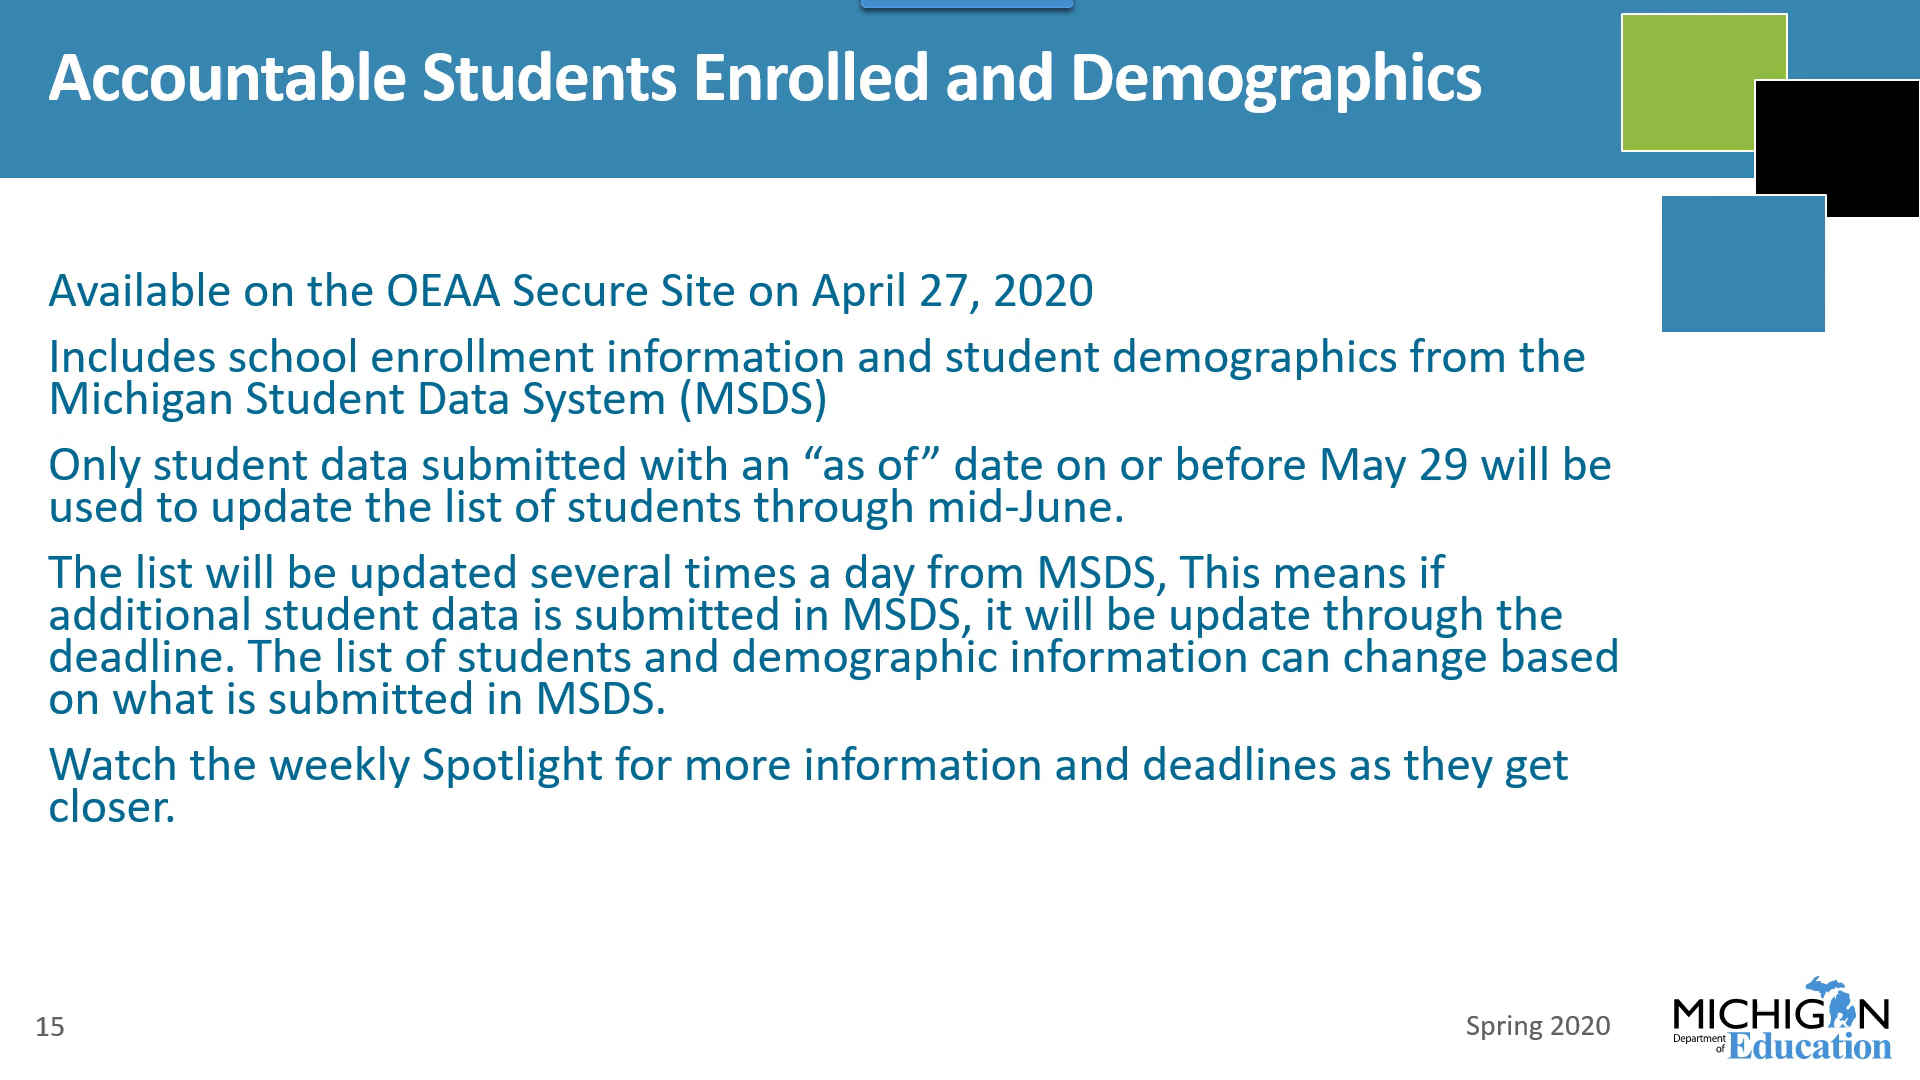 Accountable Students Enrolled and Demographics
Available on the OEAA Secure Site on April 27, 2020
Includes school enrollment information and student demographics from the
Michigan Student Data System (MSDS)
Only student data submitted with an “as of” date on or before May 29 will be
used to update the list of students through mid-June.
The list will be updated several times a day from MSDS, This means if
additional student data is submitted in MSDS, it will be update through the
deadline. The list of students and demographic information can change based
on what is submitted in MSDS.
Watch the weekly Spotlight for more information and deadlines as they get
closer.
15
Spring 2020
MICHIGAN
Department
of Education